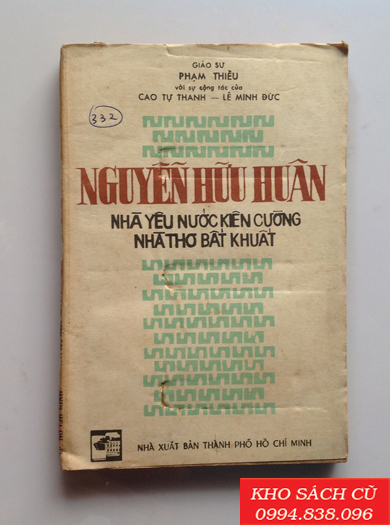 GIÁO SƯ
PHẠM THIỀU
với sự cộng tác của
CAO TỰ THANH — LÊ MINH ĐỨC
332
NGUYỄN HỮU HUÂN
NHÀ YÊU NƯỚC KIÊN CƯỜNG
NHÀ THƠ BẤT KHUẤT
NHÀ XUẤT BẢN THÀNH PHỐ HỒ CHÍ MINH
KHO SÁCH CŨ
0994.838.096